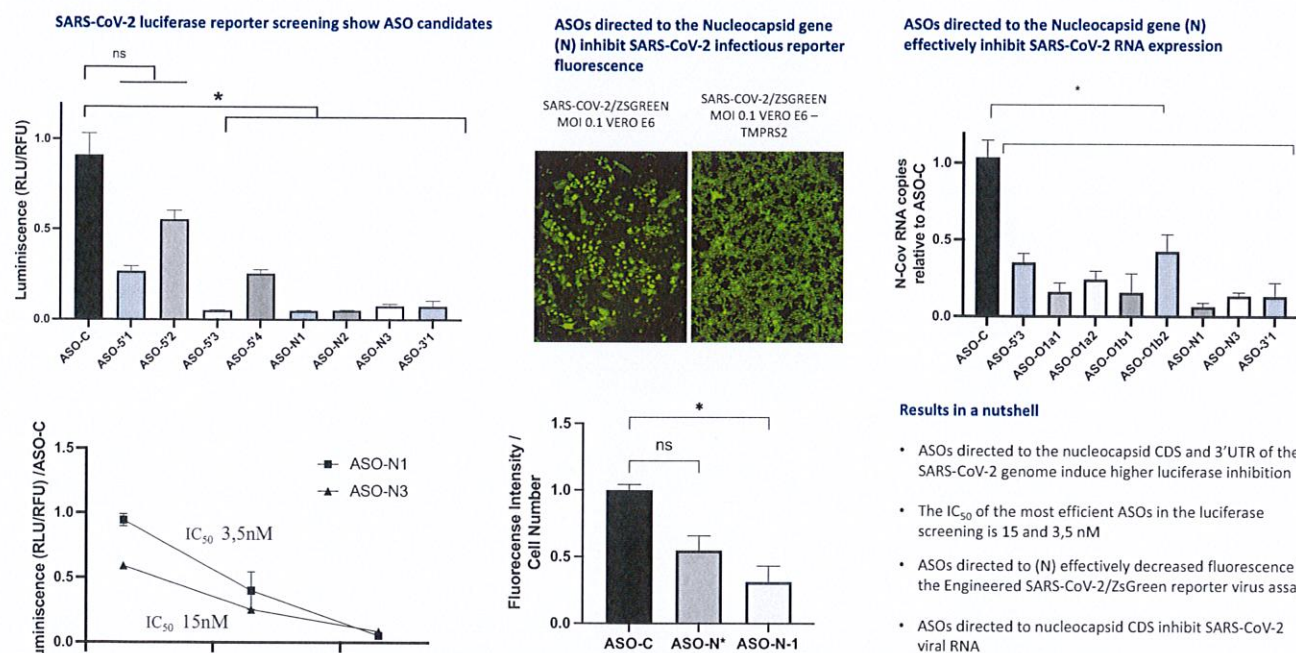 SARS-CoV-2 luciferase reporter screening show ASO candidates
ns
*
Luminiscence (RLU/RFU)
1.0
0.5
0.0
ASO-C
ASO-5'1
ASO-5'2
ASO-5'3
ASO-5'4
ASO-N1
ASO-N2
ASO-N3
ASO-3'1
ASOs directed to the Nucleocapsid gene
(N) inhibit SARS-CoV-2 infectious reporter
fluorescence
SARS-COV-2/ZSGREEN
MOI 0.1 VERO E6
SARS-COV-2/ZSGREEN
MOI 0.1 VERO E6 –
TMPRS2
ASOs directed to the Nucleocapsid gene (N)
effectively inhibit SARS-CoV-2 RNA expression
*
N-Cov RNA copies
relative to ASO-C
1.0
0.5
0.0
ASO-C
ASO-5'3
ASO-O1a1
ASO-O1a2
ASO-O1b1
ASO-O1b2
ASO-N1
ASO-N3
ASO-3'1
uminiscence (RLU/RFU) /ASO-C
1.5
1.0
0.5
0.0
ASO-N1
ASO-N3
IC50 3,5nM
IC50 15nM
Fluorecense Intensity /
Cell Number
1.5
1.0
0.5
0.0
*
ns
ASO-C
ASO-N*
ASO-N-1
Results in a nutshell
• ASOs directed to the nucleocapsid CDS and 3'UTR of the
SARS-CoV-2 genome induce higher luciferase inhibition
• The IC50 of the most efficient ASOs in the luciferase
screening is 15 and 3,5 nM
• ASOs directed to (N) effectively decreased fluorescence
the Engineered SARS-CoV-2/ZsGreen reporter virus assa
• ASOs directed to nucleocapsid CDS inhibit SARS-CoV-2
viral RNA